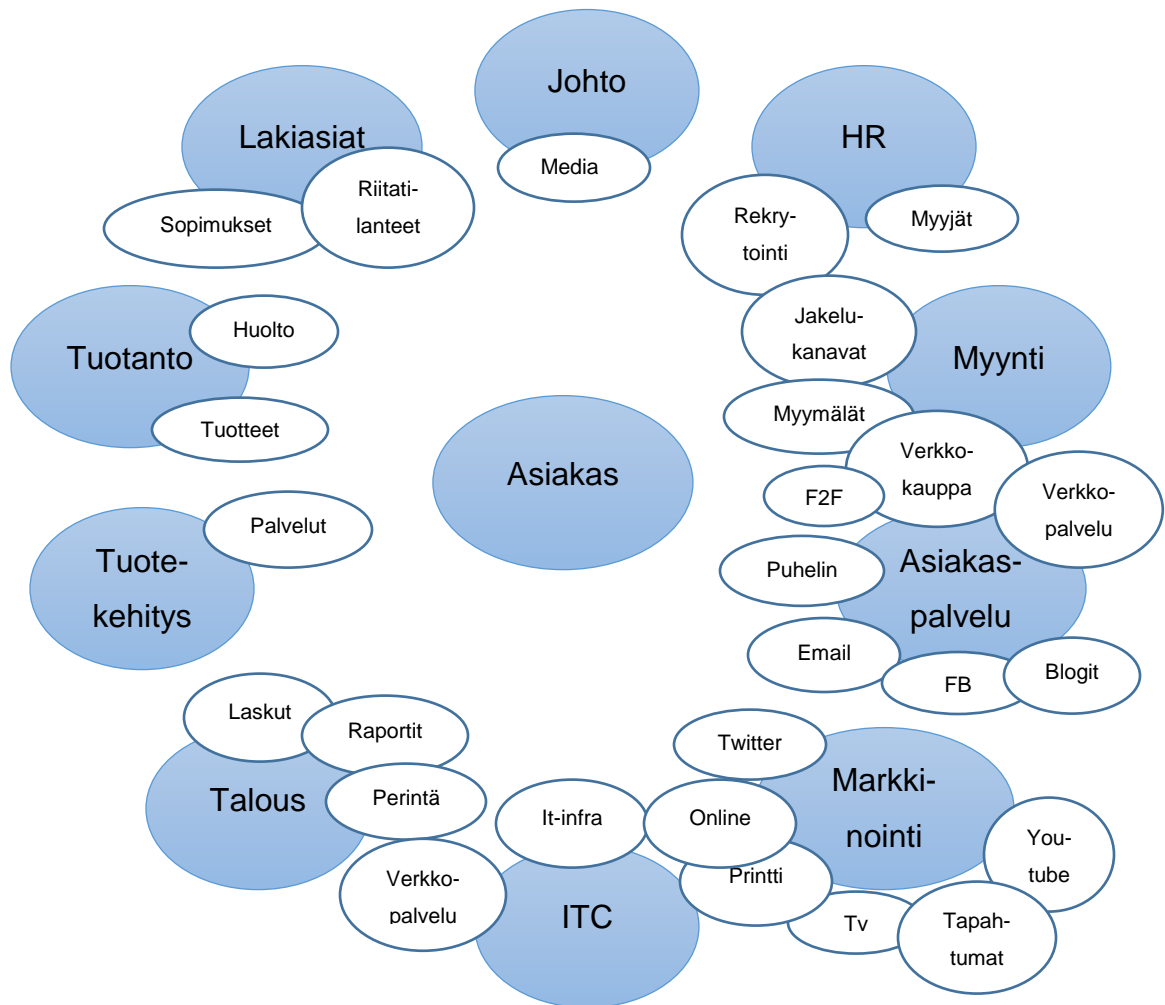 Johto
Media
Lakiasiat
Riitati-
lanteet
Sopimukset
HR
Rekry-
tointi
Myyjät
Tuotanto
Huolto
Tuotteet
Jakelu-
kanavat
Myynti
Myymälät
Verkko-
kauppa
Asiakas
F2F
Verkko-
palvelu
Palvelut
Tuote-
kehitys
Puhelin
Asiakas-
palvelu
Email
FB
Blogit
Laskut
Raportit
Talous
Perintä
Verkko-
palvelu
It-infra
ITC
Twitter
Online
Markki-
nointi
Printti
Tv
You-
tube
Tapah-
tumat